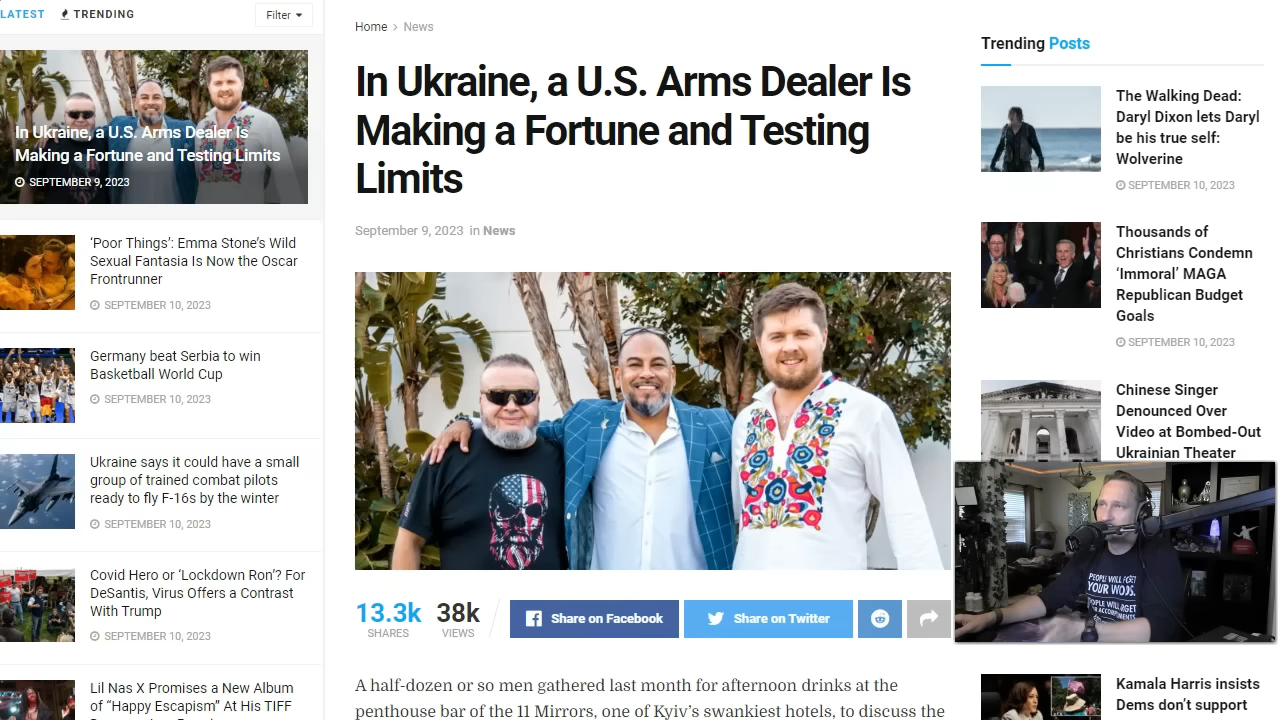 LATEST
TRENDING
Filter
In Ukraine, a U.S. Arms Dealer Is
Making a Fortune and Testing Limits
SEPTEMBER 9, 2023
‘Poor Things’: Emma Stone’s Wild
Sexual Fantasia Is Now the Oscar
Frontrunner
SEPTEMBER 10, 2023
Germany beat Serbia to win
Basketball World Cup
SEPTEMBER 10, 2023
Ukraine says it could have a small
group of trained combat pilots
ready to fly F-16s by the winter
SEPTEMBER 10, 2023
Covid Hero or ‘Lockdown Ron’? For
DeSantis, Virus Offers a Contrast
With Trump
SEPTEMBER 10, 2023
Lil Nas X Promises a New Album
of “Happy Escapism” At His TIFF
Home > News
In Ukraine, a U.S. Arms Dealer Is
Making a Fortune and Testing
Limits
September 9, 2023 in News
13.3k
SHARES
38k
VIEWS
Share on Facebook
Share on Twitter
A half-dozen or so men gathered last month for afternoon drinks at the
penthouse bar of the 11 Mirrors, one of Kyiv’s swankiest hotels, to discuss the
Trending Posts
The Walking Dead:
Daryl Dixon lets Daryl
be his true self:
Wolverine
SEPTEMBER 10, 2023
Thousands of
Christians Condemn
‘Immoral’ MAGA
Republican Budget
Goals
SEPTEMBER 10, 2023
Chinese Singer
Denounced Over
Video at Bombed-Out
Ukrainian Theater
PEOPLE WILL
YOUR
PEOPLE WILL
Kamala Harris insists
Dems don’t support